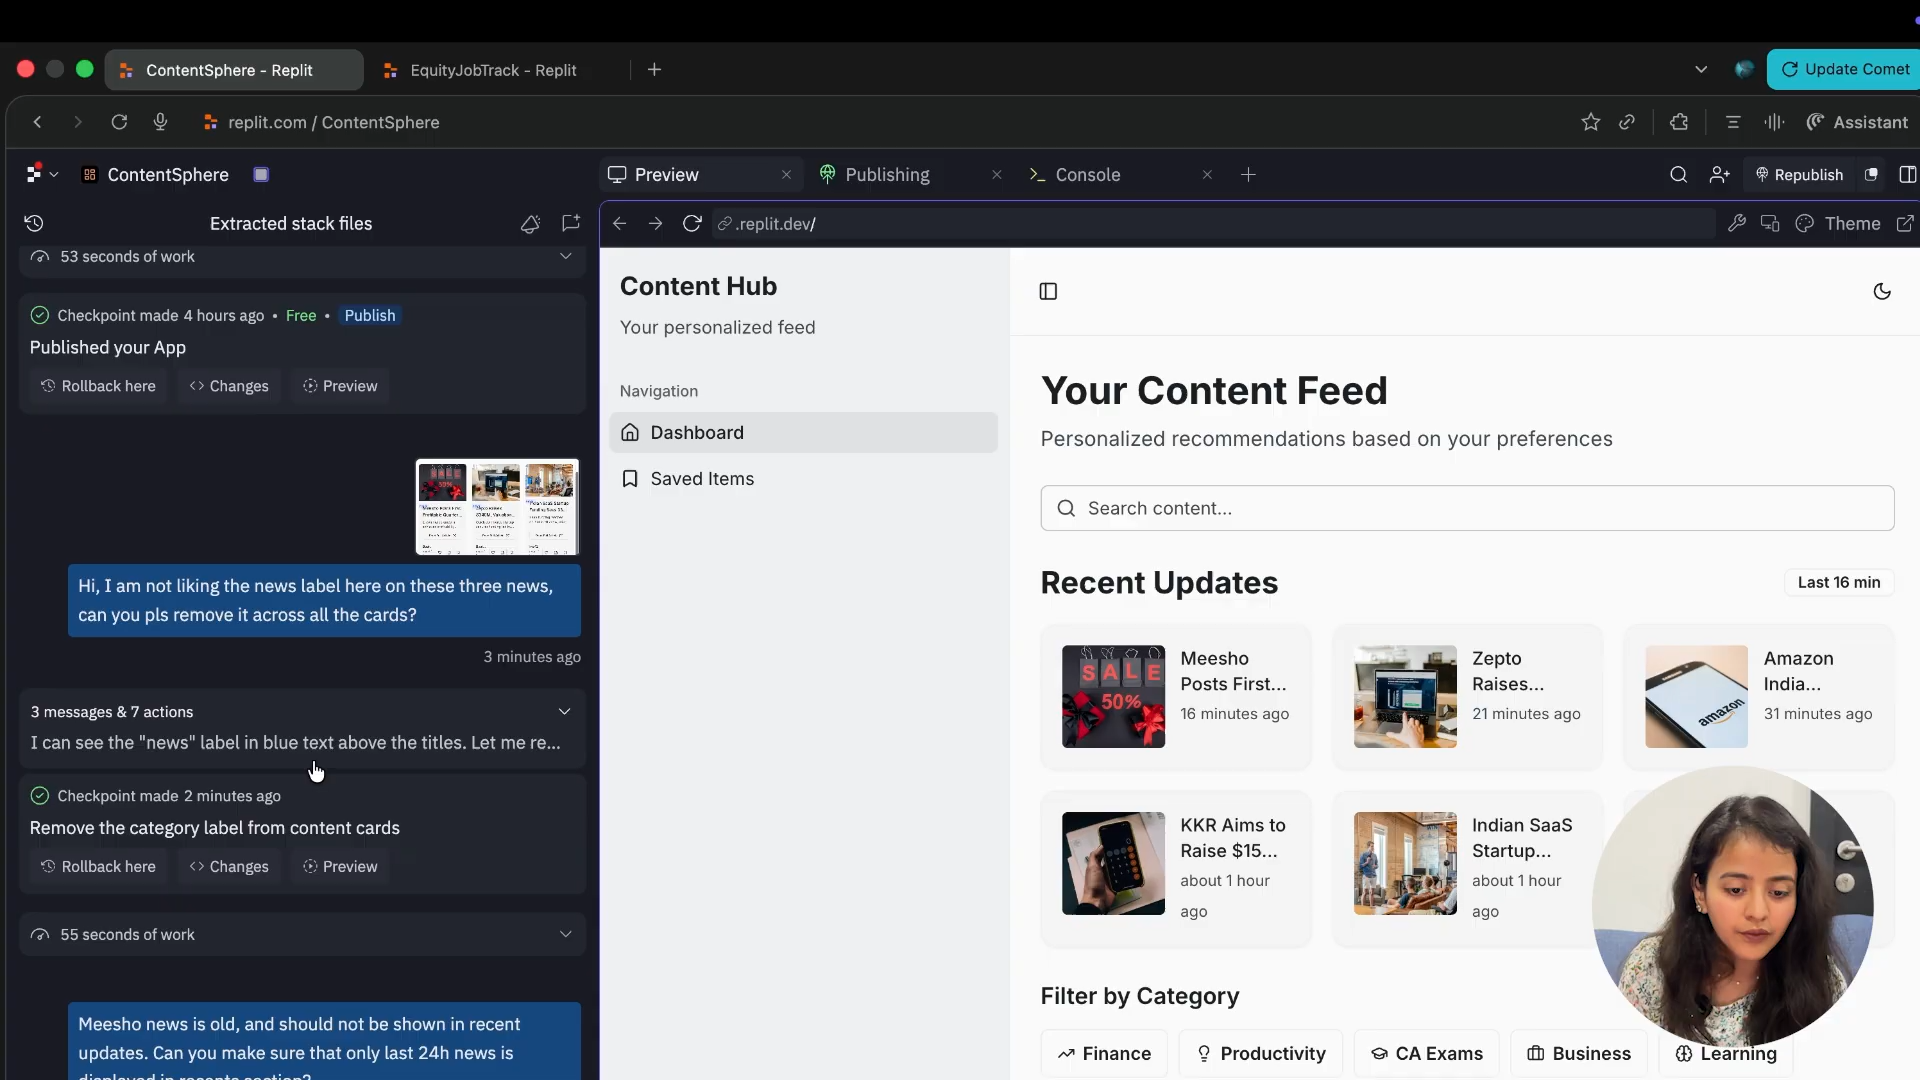 ContentSphere - Replit
EquityJobTrack - Replit
Update Comet
replit.com / ContentSphere
Assistant
ContentSphere
Preview
Publishing
Console
Republish
Extracted stack files
.replit.dev/
Theme
53 seconds of work
Checkpoint made 4 hours ago • Free • Publish
Published your App
Rollback here
Changes
Preview
Hi, I am not liking the news label here on these three news,
can you pls remove it across all the cards?
3 minutes ago
3 messages & 7 actions
I can see the "news" label in blue text above the titles. Let me re...
Checkpoint made 2 minutes ago
Remove the category label from content cards
Rollback here
Changes
Preview
55 seconds of work
Meesho news is old, and should not be shown in recent
updates. Can you make sure that only last 24h news is
displayed in recents section?
Content Hub
Your personalized feed
Navigation
Dashboard
Saved Items
Your Content Feed
Personalized recommendations based on your preferences
Search content...
Recent Updates
Last 16 min
SALE
50%
Meesho
Posts First...
16 minutes ago
Zepto
Raises...
21 minutes ago
amazon
Amazon
India...
31 minutes ago
KKR Aims to
Raise $15...
about 1 hour
ago
Indian SaaS
Startup...
about 1 hour
ago
Filter by Category
Finance
Productivity
CA Exams
Business
Learning